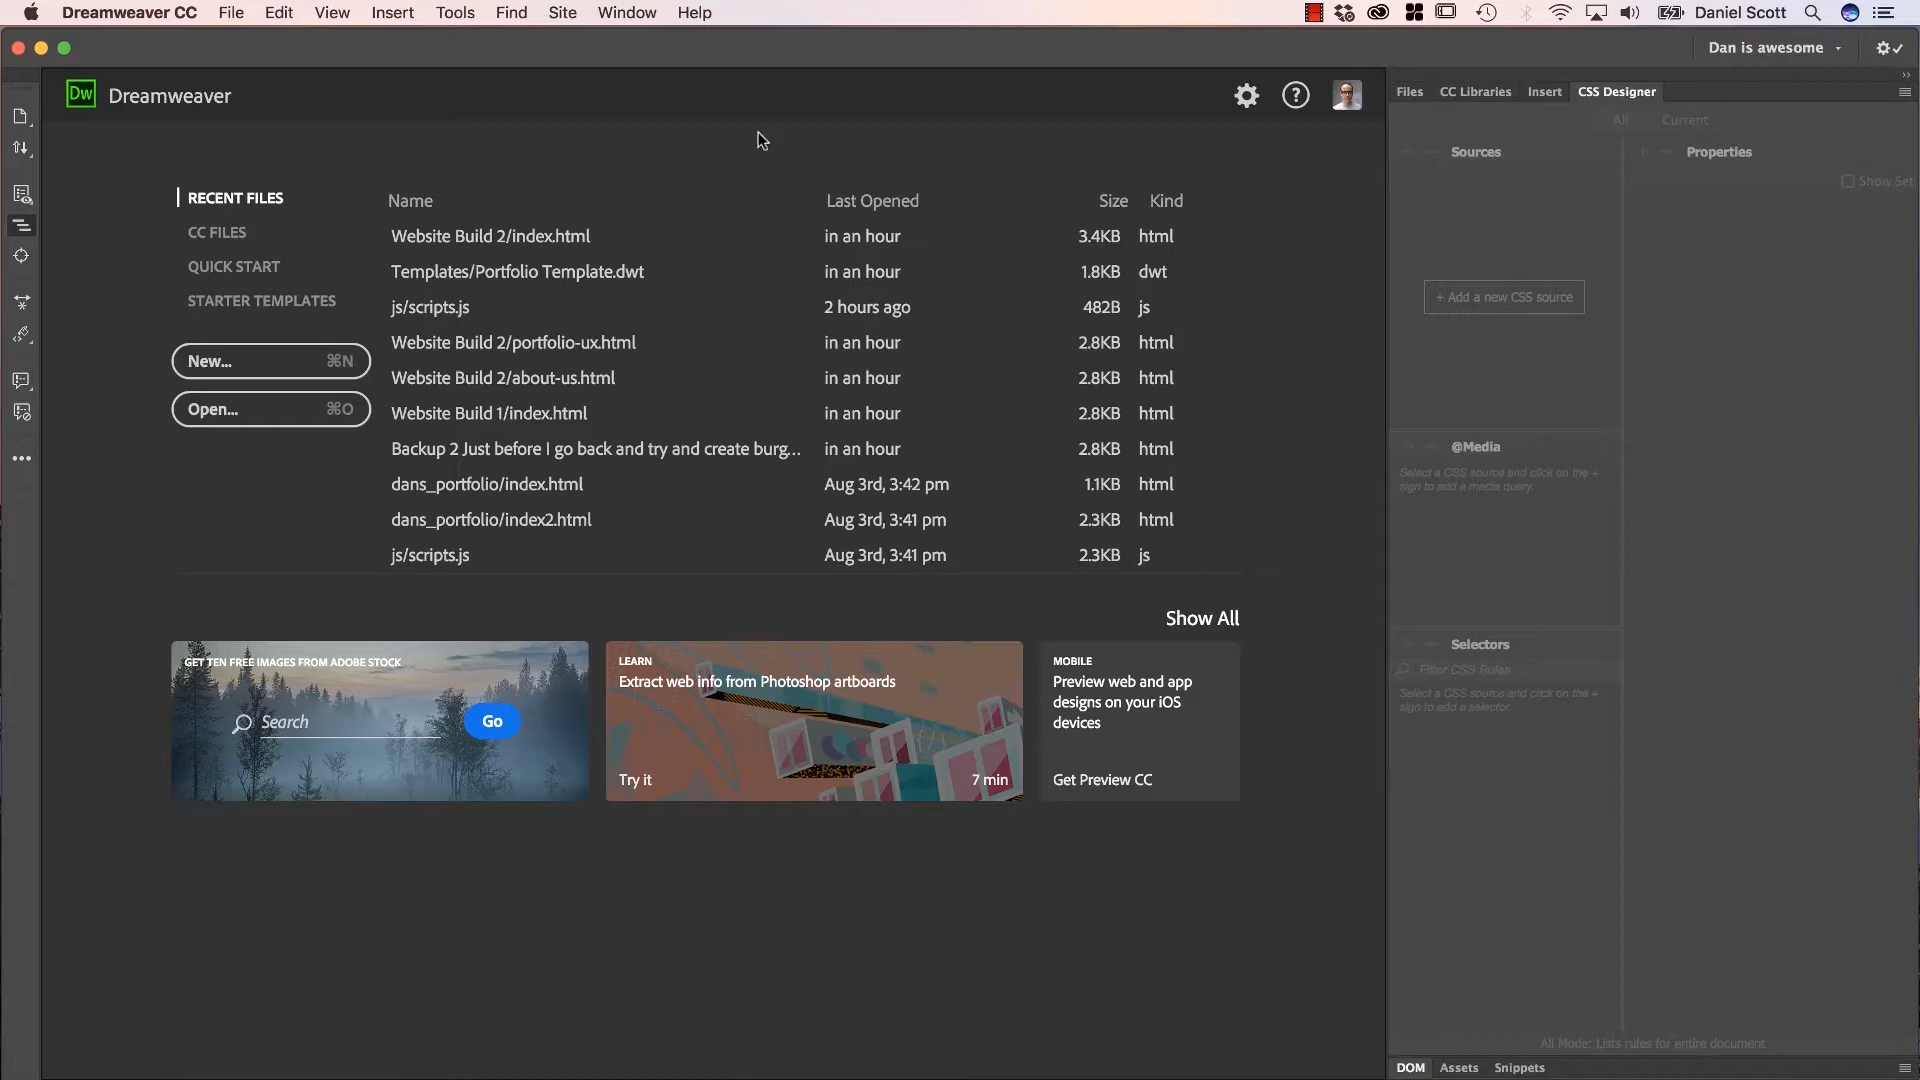 Dreamweaver CC File Edit View Insert Tools Find Site Window Help Daniel Scott
Dan is awesome
Dw Dreamweaver
RECENT FILES
CC FILES
QUICK START
STARTER TEMPLATES
New... ⌘N
Open... ⌘O
Name Last Opened Size Kind
Website Build 2/index.html in an hour 3.4KB html
Templates/Portfolio Template.dwt in an hour 1.8KB dwt
js/scripts.js 2 hours ago 482B js
Website Build 2/portfolio-ux.html in an hour 2.8KB html
Website Build 2/about-us.html in an hour 2.8KB html
Website Build 1/index.html in an hour 2.8KB html
Backup 2 Just before I go back and try and create burg... in an hour 2.8KB html
dans_portfolio/index.html Aug 3rd, 3:42 pm 1.1KB html
dans_portfolio/index2.html Aug 3rd, 3:41 pm 2.3KB html
js/scripts.js Aug 3rd, 3:41 pm 2.3KB js
Show All
GET TEN FREE IMAGES FROM ADOBE STOCK
Search Go
LEARN
Extract web info from Photoshop artboards
Try it 7 min
MOBILE
Preview web and app
designs on your iOS
devices
Get Preview CC
Files CC Libraries Insert CSS Designer
All Current
Sources
+ Add a new CSS source
Properties
Show Set
@Media
Select a CSS source and click on the +
sign to add a media query.
Selectors
Filter CSS Rules
Select a CSS source and click on the +
sign to add a selector.
All Mode: Lists rules for entire document
DOM Assets Snippets